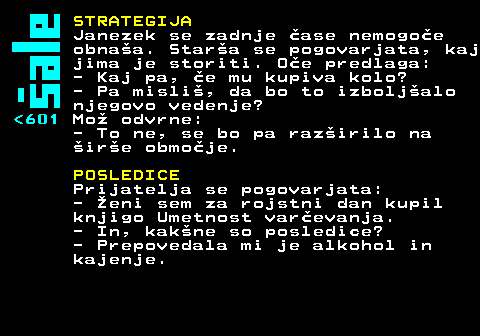 Šale
<601
STRATEGIJA
Janezek se zadnje čase nemogoče
obnaša. Starša se pogovarjata, kaj
jima je storiti. Oče predlaga:
- Kaj pa, če mu kupiva kolo?
- Pa misliš, da bo to izboljšalo
njegovo vedenje?
Mož odvrne:
- To ne, se bo pa razširilo na
širše območje.
POSLEDICE
Prijatelja se pogovarjata:
- Ženi sem za rojstni dan kupil
knjigo Umetnost varčevanja.
- In, kakšne so posledice?
- Prepovedala mi je alkohol in
kajenje.